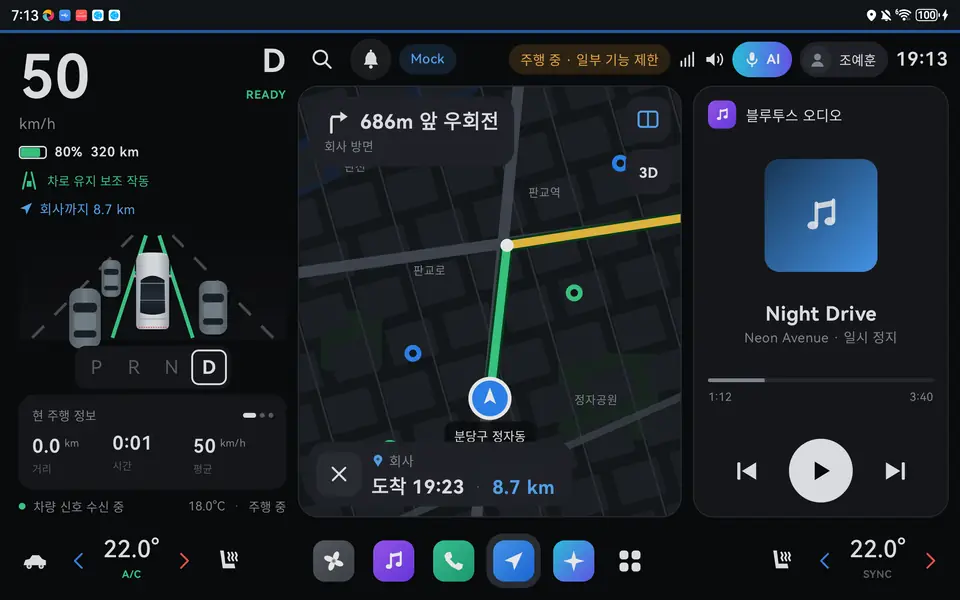 7:13
100
50
D
READY
km/h
80% 320 km
차로 유지 보조 작동
회사까지 8.7 km
P R N D
현 주행 정보
0.0 km
거리
0:01
시간
50 km/h
평균
차량 신호 수신 중
18.0°C · 주행 중
Mock
주행 중 · 일부 기능 제한
AI
조예훈
19:13
686m 앞 우회전
회사 방면
3D
판교역
판교로
정자공원
분당구 정자동
회사
도착 19:23 · 8.7 km
블루투스 오디오
Night Drive
Neon Avenue · 일시 정지
1:12
3:40
22.0°
A/C
22.0°
SYNC